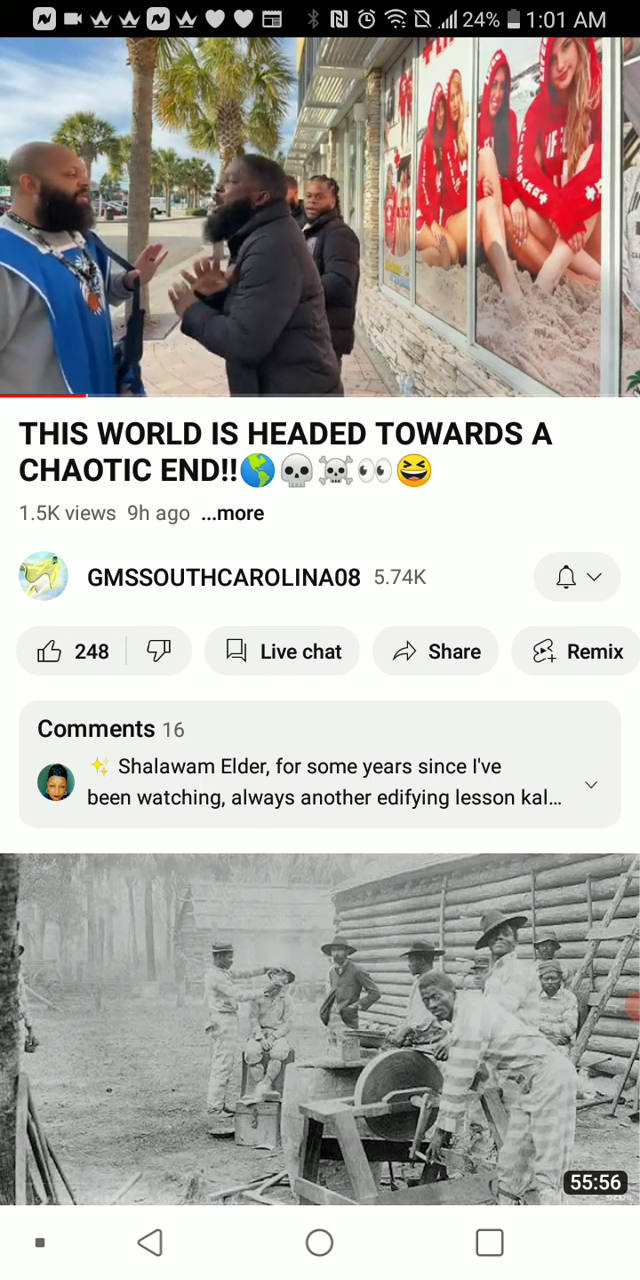 24% 1:01 AM
THIS WORLD IS HEADED TOWARDS A
CHAOTIC END!!🌎💀☠️👀😆
1.5K views 9h ago ...more
GMSSOUTHCAROLINA08 5.74K
248 Live chat Share Remix
Comments 16
✨ Shalawam Elder, for some years since I've
been watching, always another edifying lesson kal...
55:56